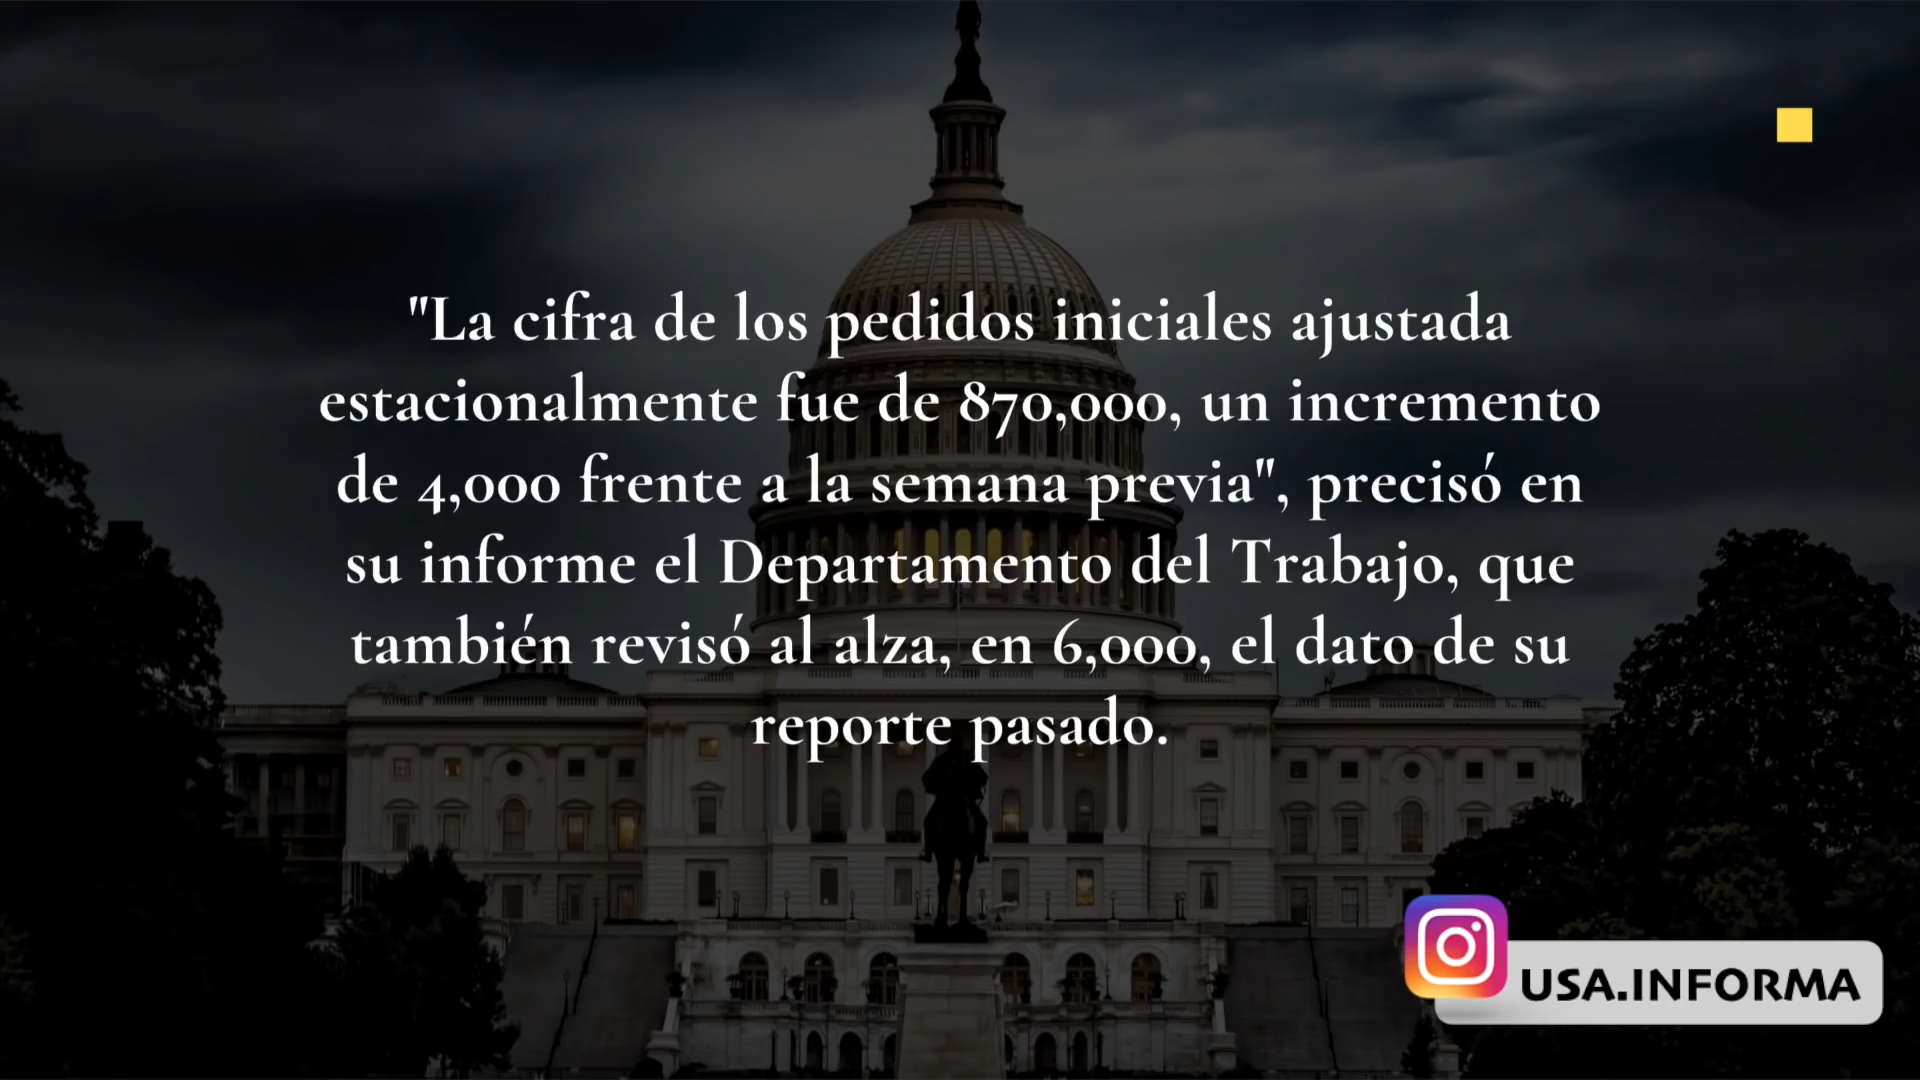 "La cifra de los pedidos iniciales ajustada
estacionalmente fue de 870,000, un incremento
de 4,000 frente a la semana previa", precisó en
su informe el Departamento del Trabajo, que
también revisó al alza, en 6,000, el dato de su
reporte pasado.
USA.INFORMA